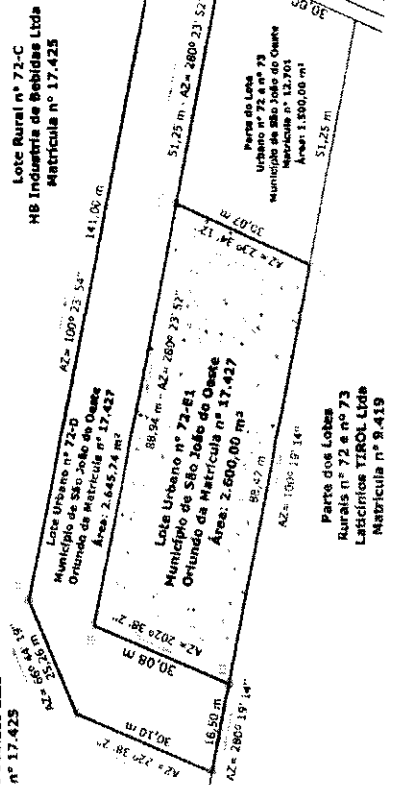 Lote Rural nº 72-C
HB Industria de Bebidas Ltda
Matrícula nº 17.425
30,00
nº 17.425
AZ= 66º 44' 19"
25,26 m
AZ= 100º 23' 54"
141,00 m
Lote Urbano nº 72-D
Município de São João do Oeste
Oriundo da Matrícula nº 17.427
Área: 2.645,74 m²
51,25 m - AZ= 280º 23' 52"
88,94 m - AZ= 280º 23' 52"
Parte do Lote
Urbano nº 72 e nº 73
Município de São João do Oeste
Matrícula nº 12.701
Área: 1.500,00 m²
51,25 m
30,07 m
AZ= 23º 34' 12"
Lote Urbano nº 72-E1
Município de São João do Oeste
Oriundo da Matrícula nº 17.427
Área: 2.600,00 m²
AZ= 202º 38' 2"
30,08 m
30,10 m
AZ= 22º 38' 2"
88,47 m
AZ= 100º 19' 14"
16,50 m
AZ= 280º 19' 14"
Parte dos Lotes
Rurais nº 72 e nº 73
Laticínios TIROL Ltda
Matrícula nº 9.419